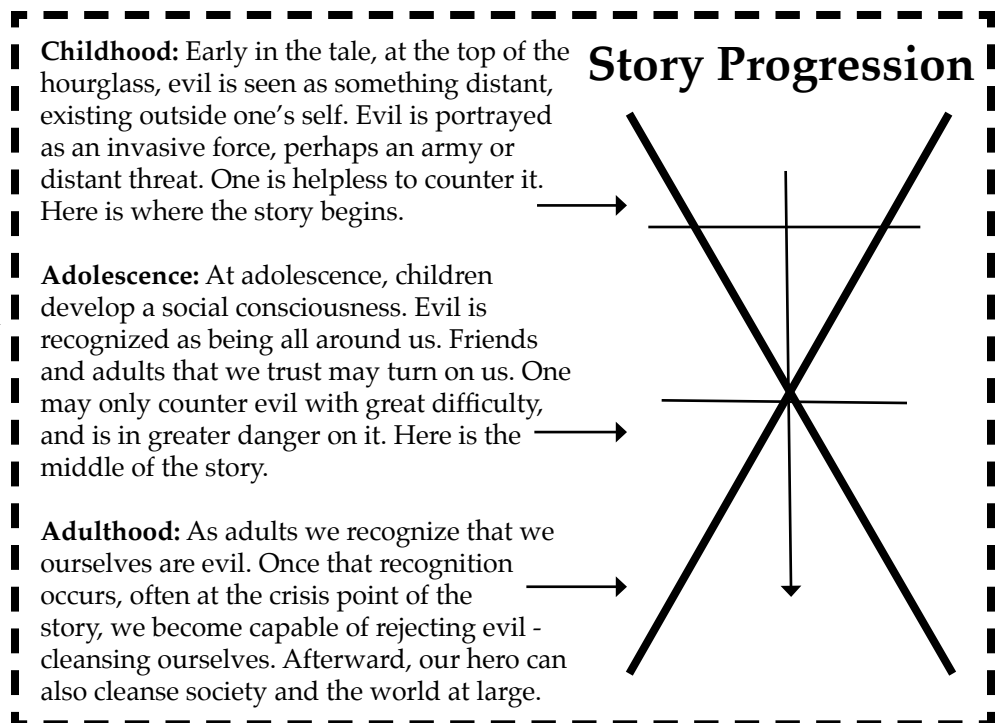 Story Progression
Childhood: Early in the tale, at the top of the
hourglass, evil is seen as something distant,
existing outside one's self. Evil is portrayed
as an invasive force, perhaps an army or
distant threat. One is helpless to counter it.
Here is where the story begins.
Adolescence: At adolescence, children
develop a social consciousness. Evil is
recognized as being all around us. Friends
and adults that we trust may turn on us. One
may only counter evil with great difficulty,
and is in greater danger on it. Here is the
middle of the story.
Adulthood: As adults we recognize that we
ourselves are evil. Once that recognition
occurs, often at the crisis point of the
story, we become capable of rejecting evil -
cleansing ourselves. Afterward, our hero can
also cleanse society and the world at large.